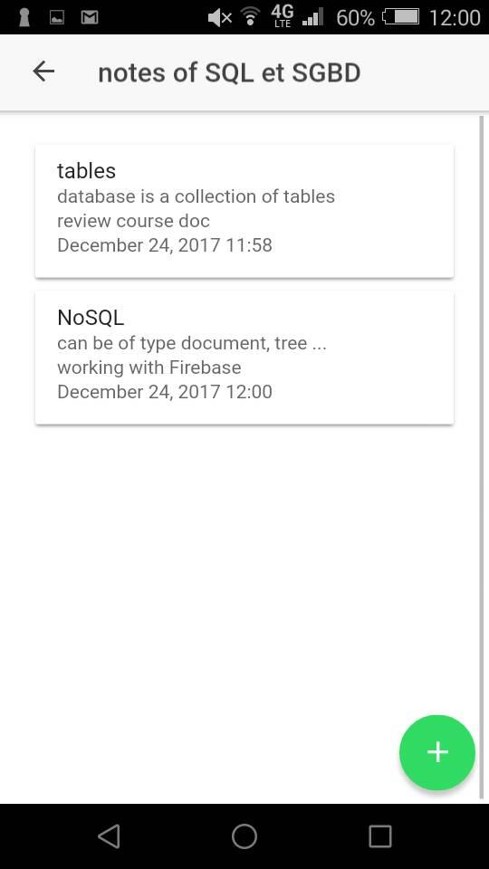 4G
LTE
60%
12:00
notes of SQL et SGBD
tables
database is a collection of tables
review course doc
December 24, 2017 11:58
NoSQL
can be of type document, tree ...
working with Firebase
December 24, 2017 12:00
+